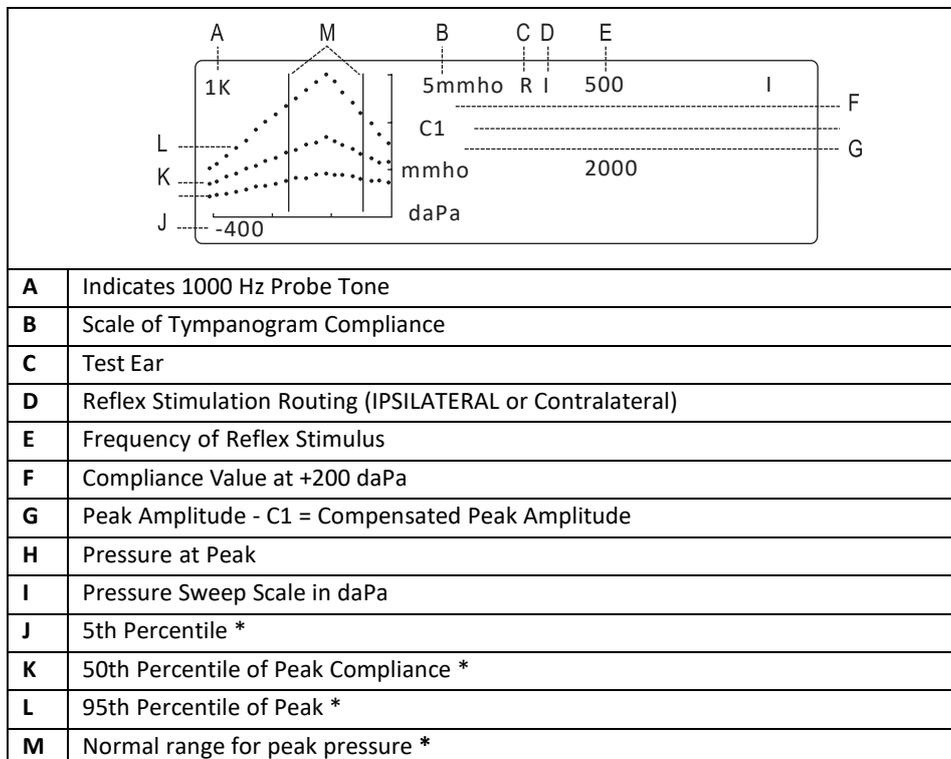 A M B C D E
1K 5mmho R I 500 I
F
C1
L G
K mmho 2000
daPa
J -400
A Indicates 1000 Hz Probe Tone
B Scale of Tympanogram Compliance
C Test Ear
D Reflex Stimulation Routing (IPSILATERAL or Contralateral)
E Frequency of Reflex Stimulus
F Compliance Value at +200 daPa
G Peak Amplitude - C1 = Compensated Peak Amplitude
H Pressure at Peak
I Pressure Sweep Scale in daPa
J 5th Percentile *
K 50th Percentile of Peak Compliance *
L 95th Percentile of Peak *
M Normal range for peak pressure *